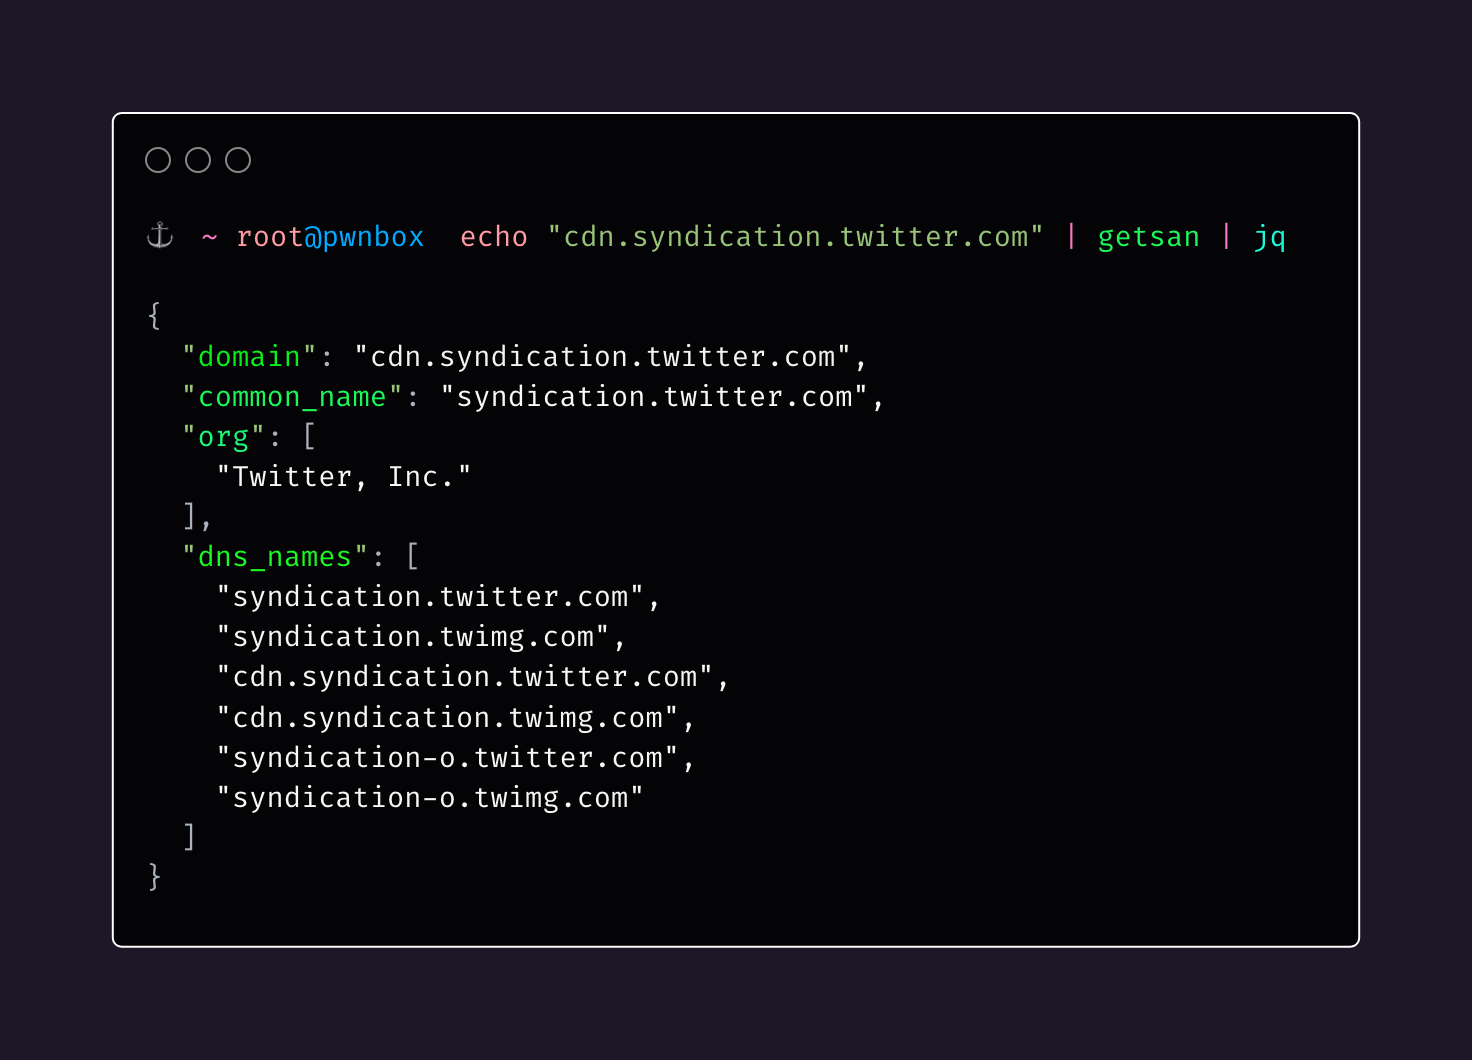 ⚓ ~ root@pwnbox echo "cdn.syndication.twitter.com" | getsan | jq
{
  "domain": "cdn.syndication.twitter.com",
  "common_name": "syndication.twitter.com",
  "org": [
    "Twitter, Inc."
  ],
  "dns_names": [
    "syndication.twitter.com",
    "syndication.twimg.com",
    "cdn.syndication.twitter.com",
    "cdn.syndication.twimg.com",
    "syndication-o.twitter.com",
    "syndication-o.twimg.com"
  ]
}